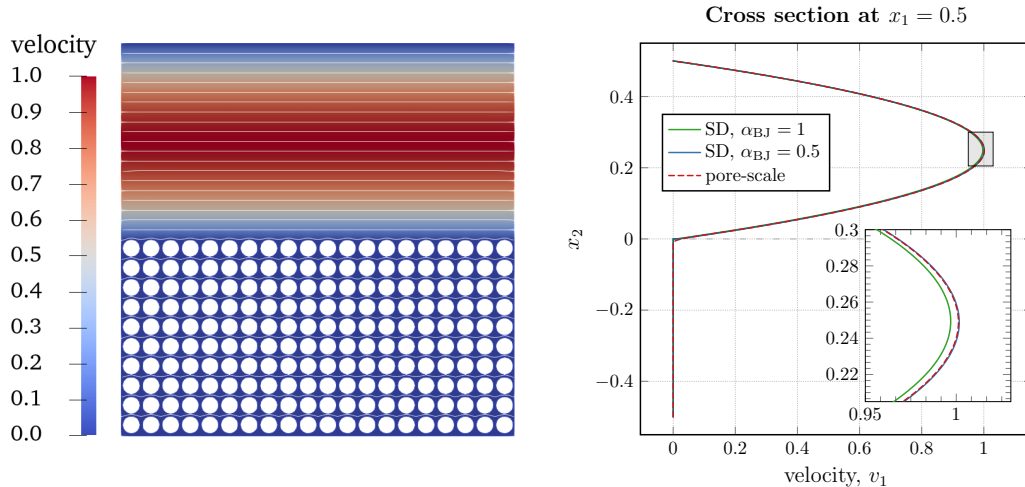 velocity
1.0
0.9
0.8
0.7
0.6
0.5
0.4
0.3
0.2
0.1
0.0
Cross section at x₁ = 0.5
0.4
0.2
0
−0.2
−0.4
x₂
SD, α_BJ = 1
SD, α_BJ = 0.5
pore-scale
0.3
0.28
0.26
0.24
0.22
0.95 1
0 0.2 0.4 0.6 0.8 1
velocity, v₁